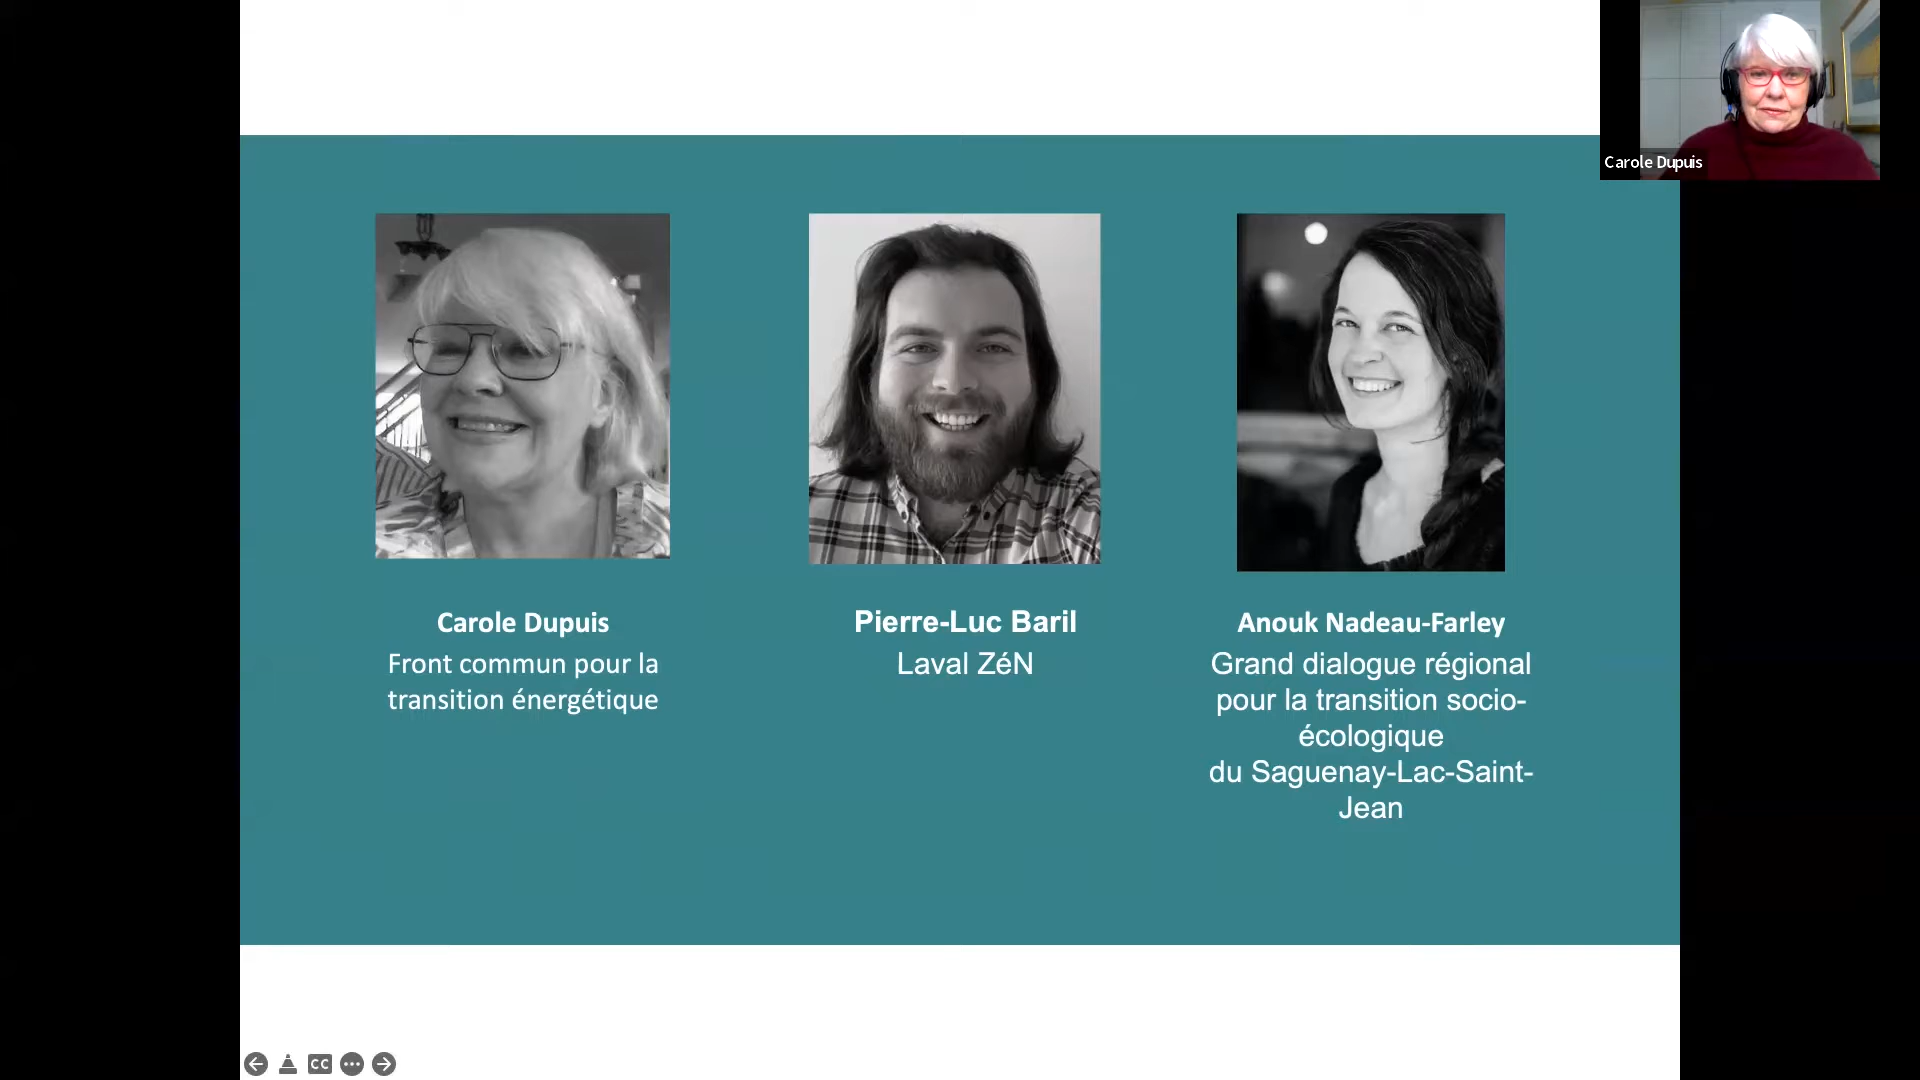 Carole Dupuis
Carole Dupuis
Front commun pour la
transition énergétique
Pierre-Luc Baril
Laval ZéN
Anouk Nadeau-Farley
Grand dialogue régional
pour la transition socio-
écologique
du Saguenay-Lac-Saint-
Jean
CC